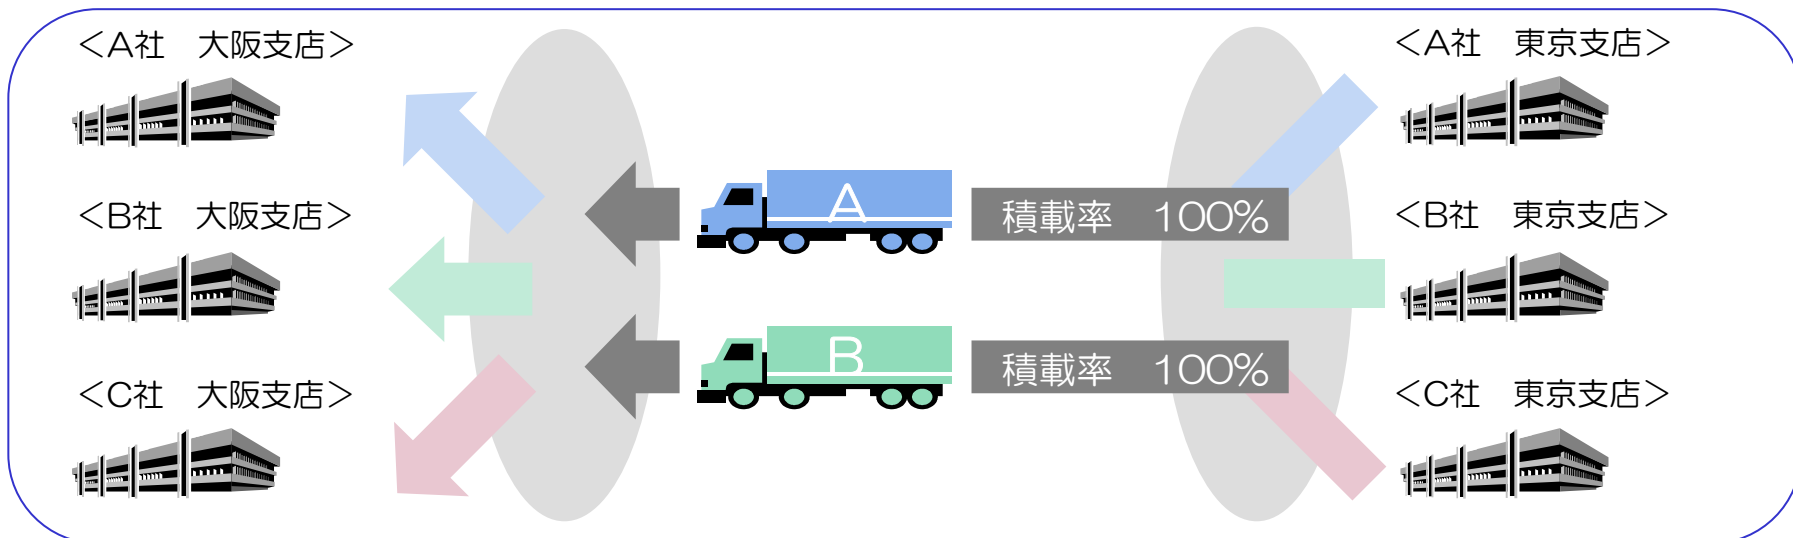 <A社　大阪支店>
<A社　東京支店>
A
積載率　100%
<B社　大阪支店>
<B社　東京支店>
B
積載率　100%
<C社　大阪支店>
<C社　東京支店>